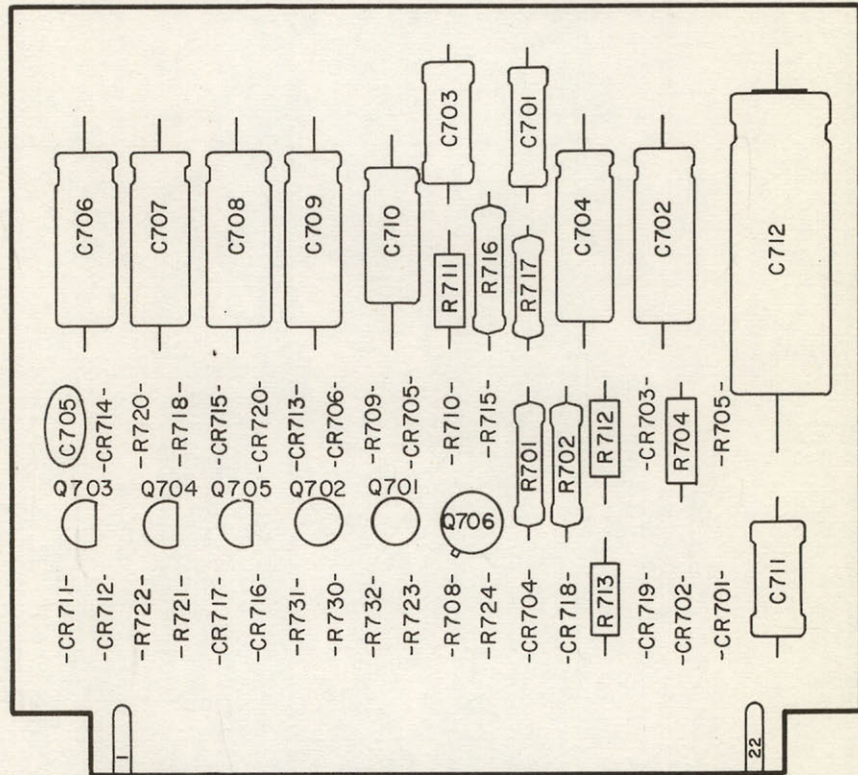 C703
C701
C706
C707
C708
C709
C710
C704
C702
C712
R711
R716
R717
C705
-CR714-
-R720-
-R718-
-CR715-
-CR720-
-CR713-
-CR706-
-R709-
-CR705-
-R710-
-R715-
R701
R702
R712
-CR703-
R704
-R705-
Q703
Q704
Q705
Q702
Q701
Q706
-CR711-
-CR712-
-R722-
-R721-
-CR717-
-CR716-
-R731-
-R730-
-R732-
-R723-
-R708-
-R724-
-CR704-
-CR718-
R713
-CR719-
-CR702-
-CR701-
C711
1
22